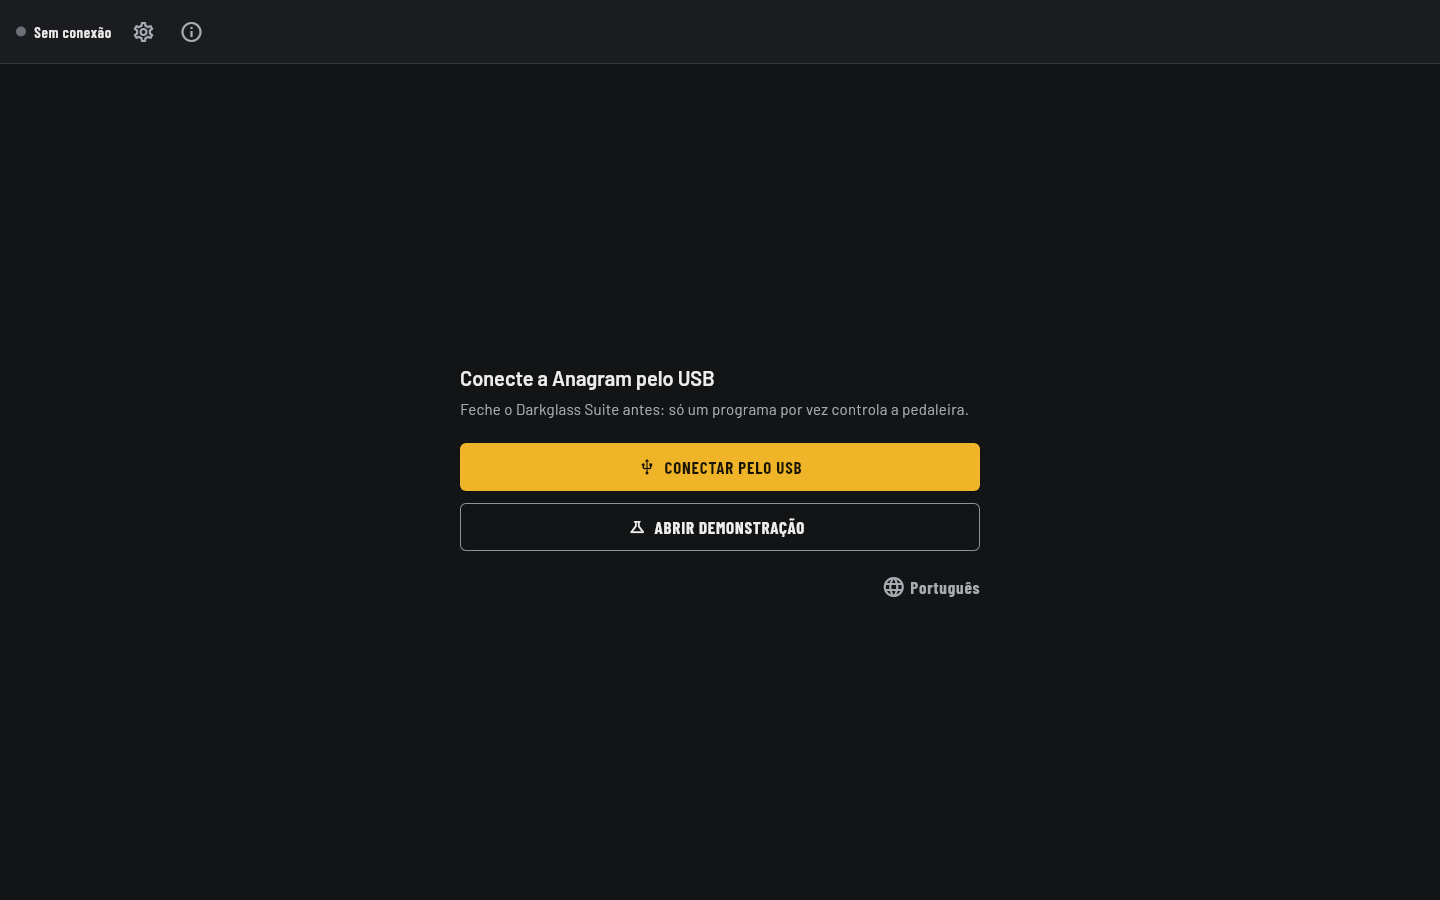 Sem conexão
Conecte a Anagram pelo USB
Feche o Darkglass Suite antes: só um programa por vez controla a pedaleira.
CONECTAR PELO USB
ABRIR DEMONSTRAÇÃO
Português